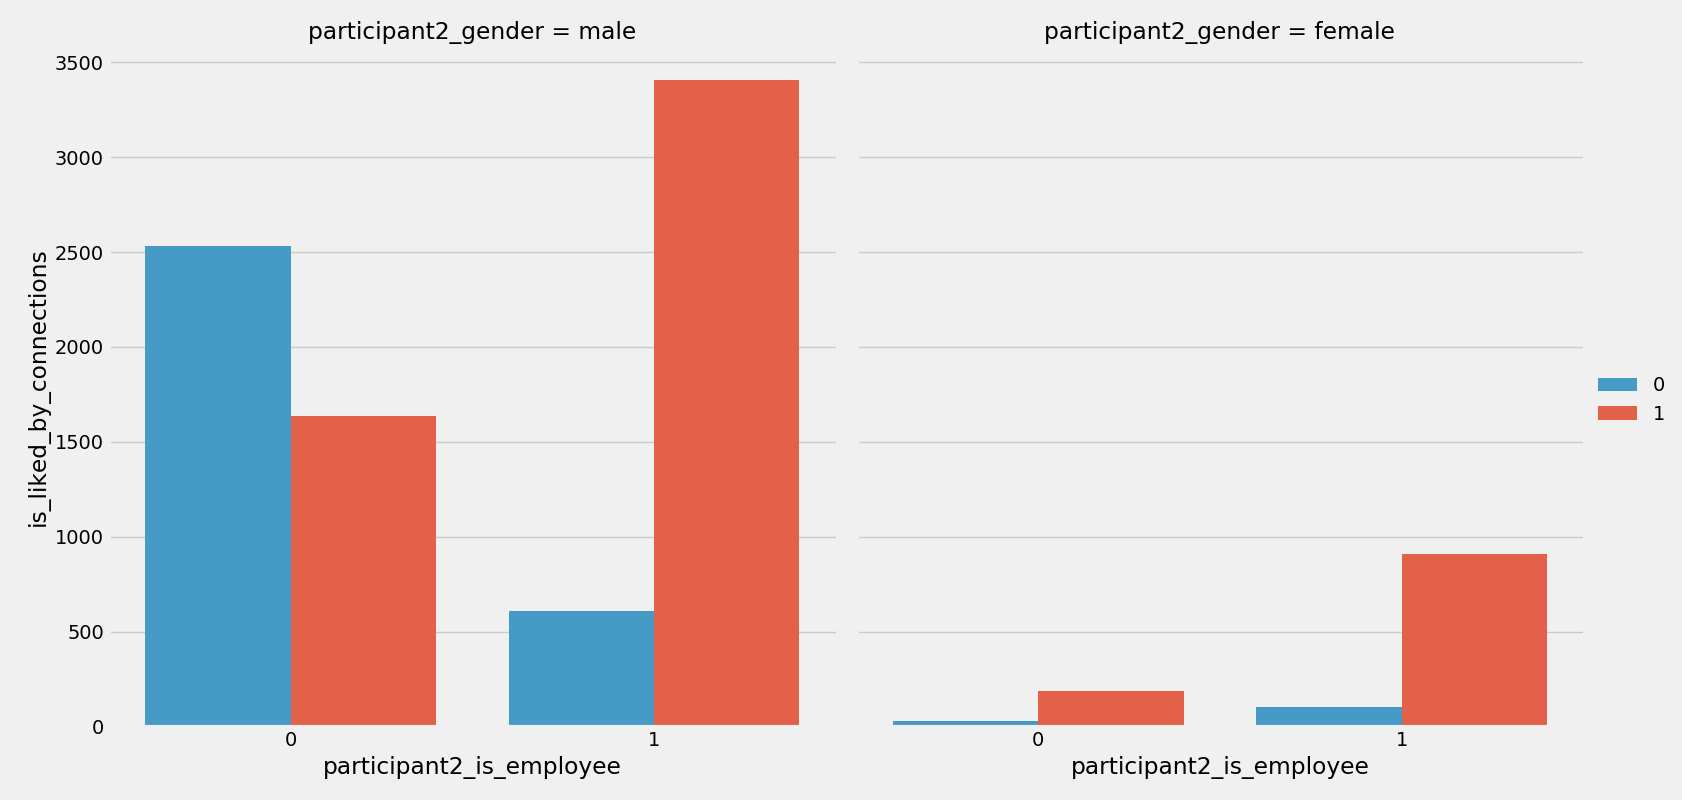 participant2_gender = male
participant2_gender = female
is_liked_by_connections
3500
3000
2500
2000
1500
1000
500
0
0 1
0 1
participant2_is_employee
participant2_is_employee
0
1